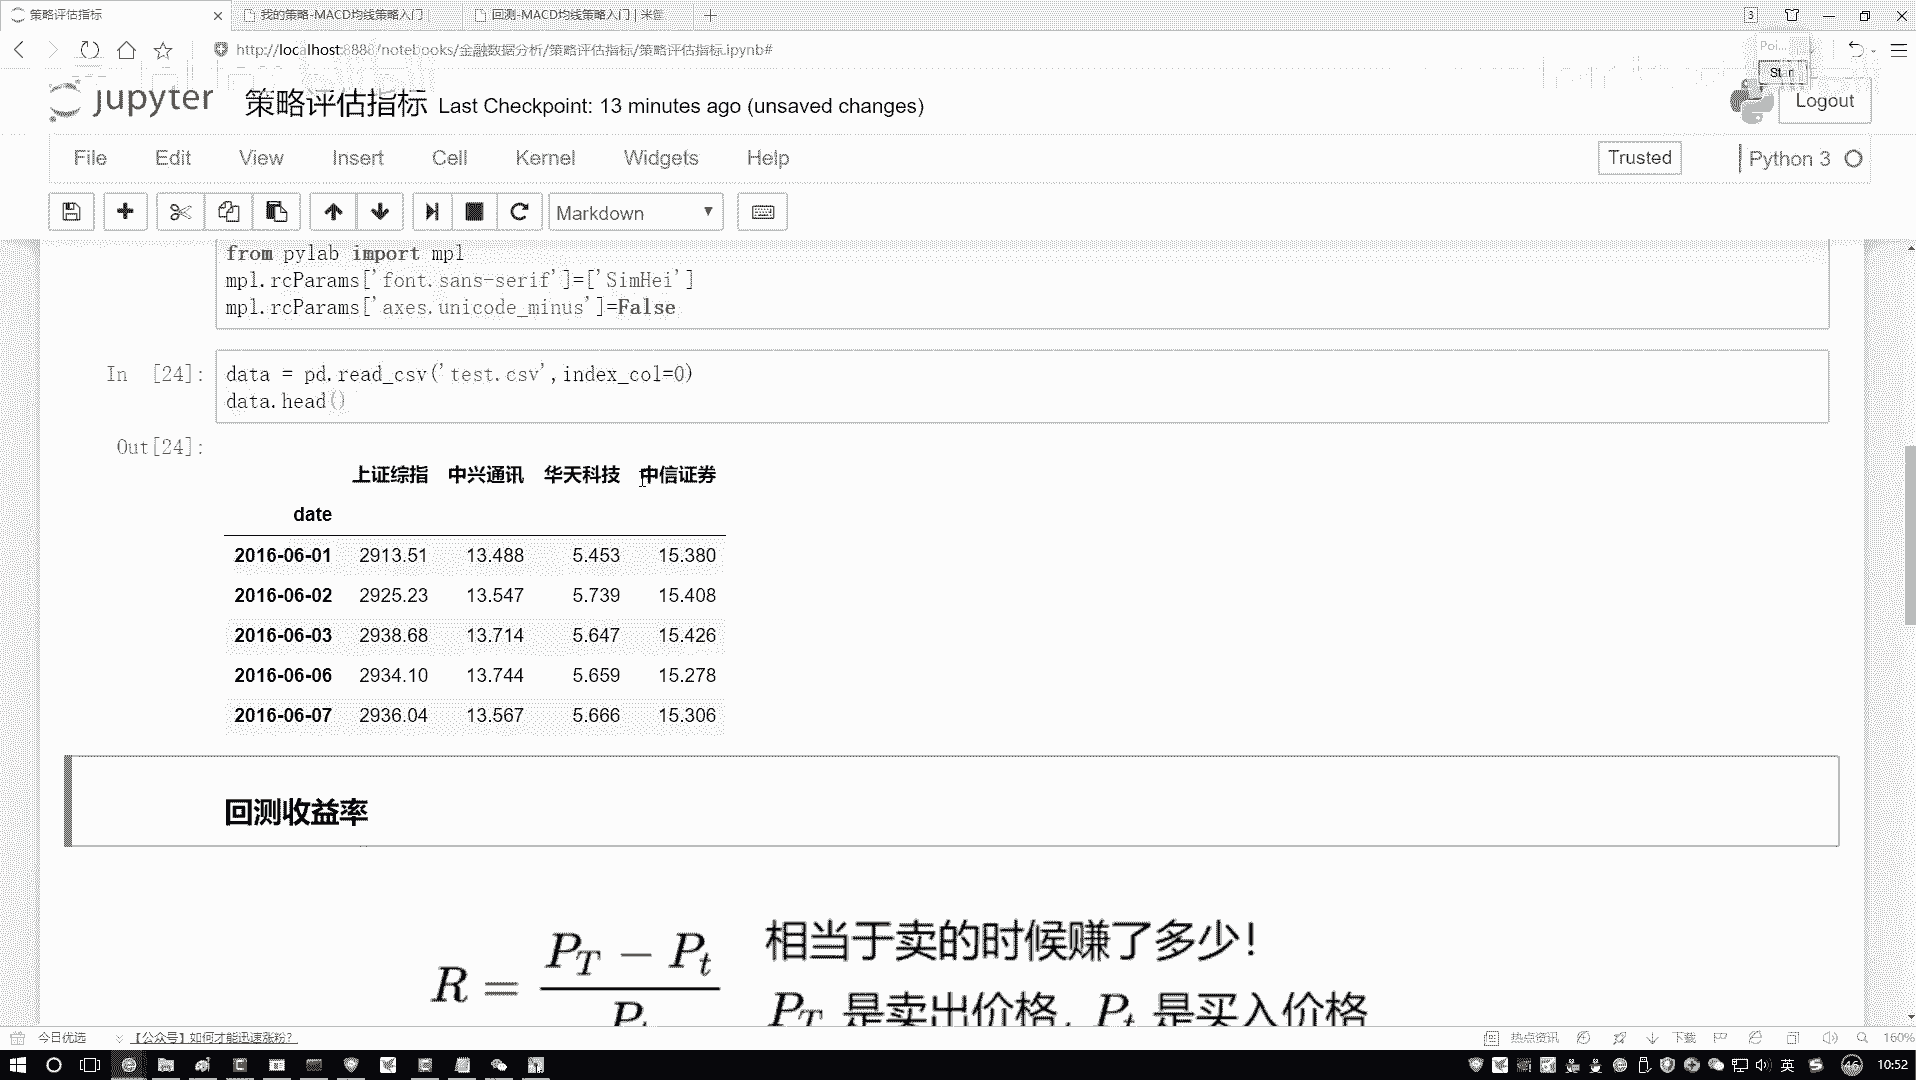 策略评估指标
我的策略-MACD均线策略入门
回测-MACD均线策略入门 | 米筐
3
http://localhost:8888/notebooks/金融数据分析/策略评估指标/策略评估指标.ipynb#
Poi...
jupyter 策略评估指标 Last Checkpoint: 13 minutes ago (unsaved changes)
Logout
File Edit View Insert Cell Kernel Widgets Help
Trusted Python 3
Markdown
from pylab import mpl
mpl.rcParams['font.sans-serif']=['SimHei']
mpl.rcParams['axes.unicode_minus']=False
In [24]: data = pd.read_csv('test.csv',index_col=0)
data.head()
Out[24]:
上证综指 中兴通讯 华天科技 中信证券
date
2016-06-01 2913.51 13.488 5.453 15.380
2016-06-02 2925.23 13.547 5.739 15.408
2016-06-03 2938.68 13.714 5.647 15.426
2016-06-06 2934.10 13.744 5.659 15.278
2016-06-07 2936.04 13.567 5.666 15.306
回测收益率
R = (P_T − P_t) / P_t
相当于卖的时候赚了多少!
P_T 是卖出价格, P_t 是买入价格
今日优选 【公众号】如何才能迅速涨粉? 热点资讯 下载 160%
英 46 10:52